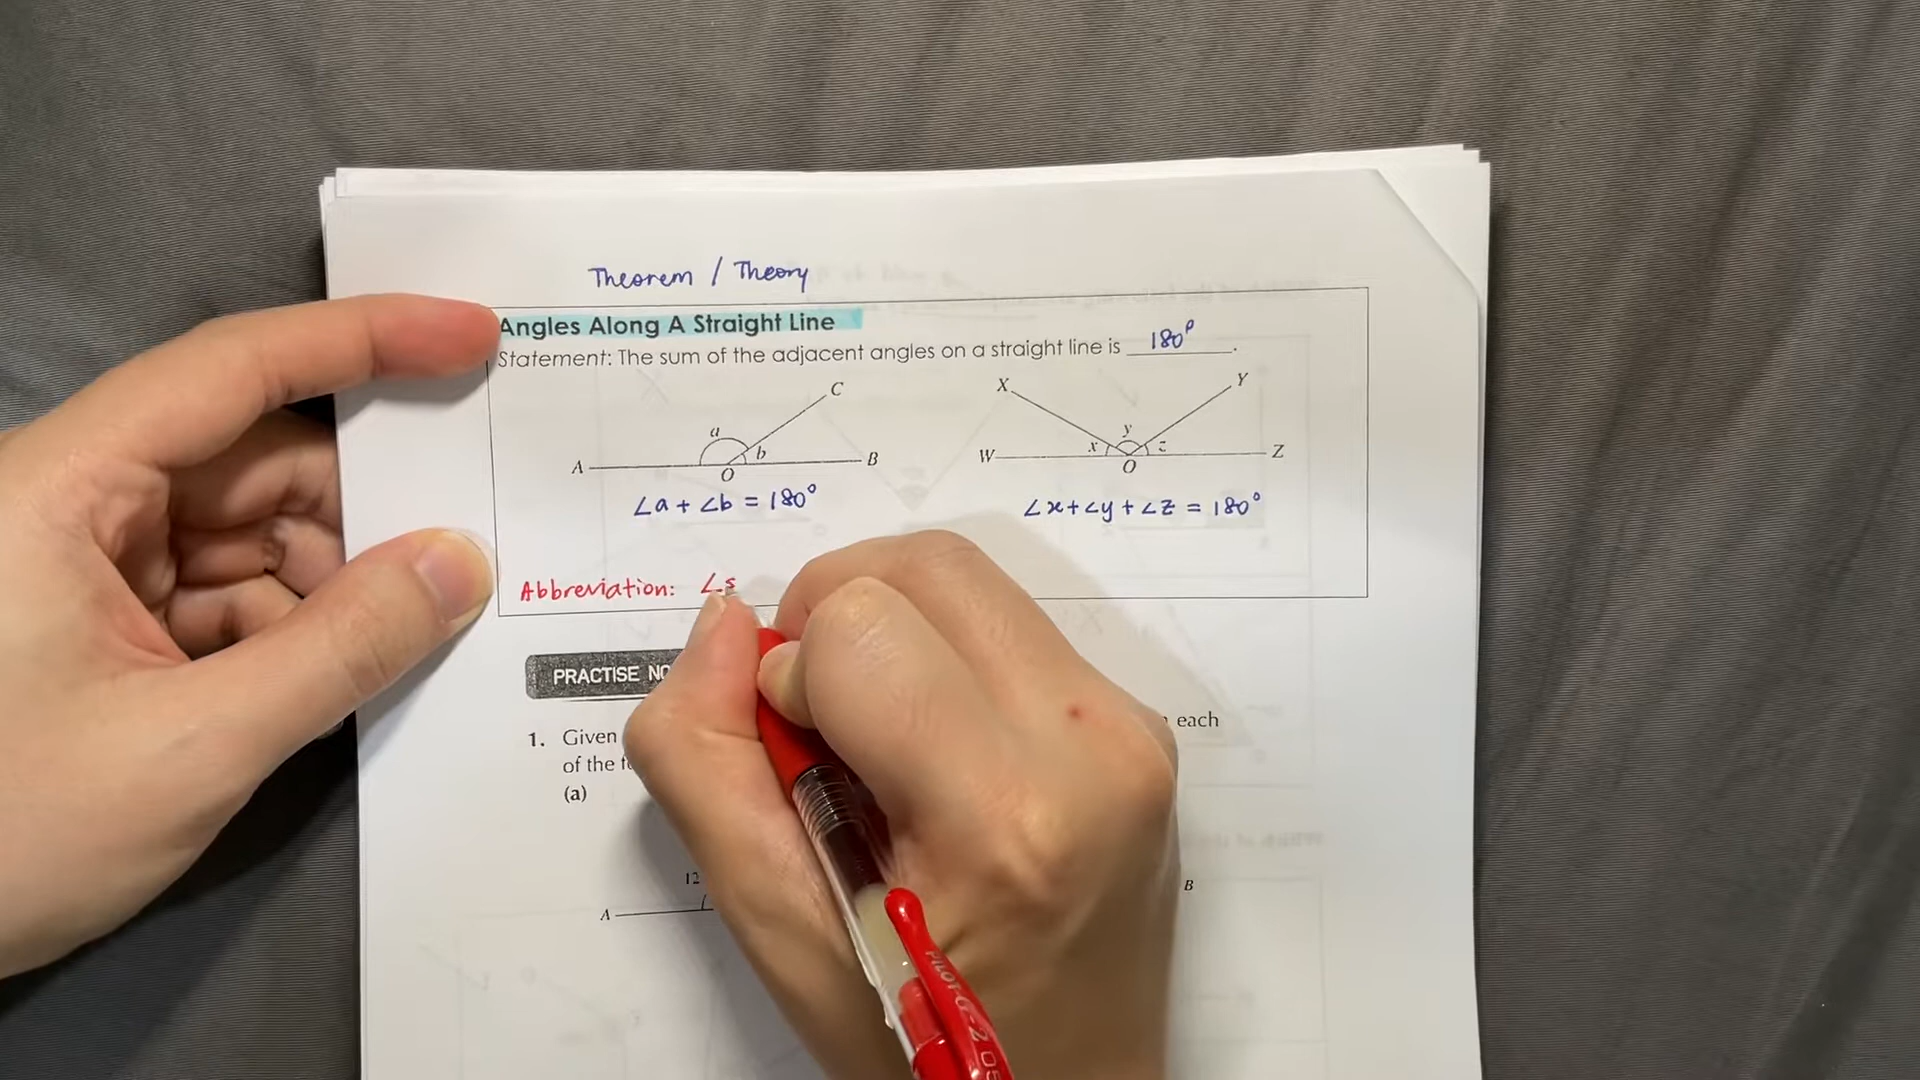 Theorem / Theory
Angles Along A Straight Line
Statement: The sum of the adjacent angles on a straight line is 180°.
C
a
b
A
B
O
X
Y
y
x
z
W
Z
O
∠a + ∠b = 180°
∠x + ∠y + ∠z = 180°
Abbreviation: ∠s
PRACTISE
1. Given each
of the
(a)
12
A
B
PILOT G-2 05